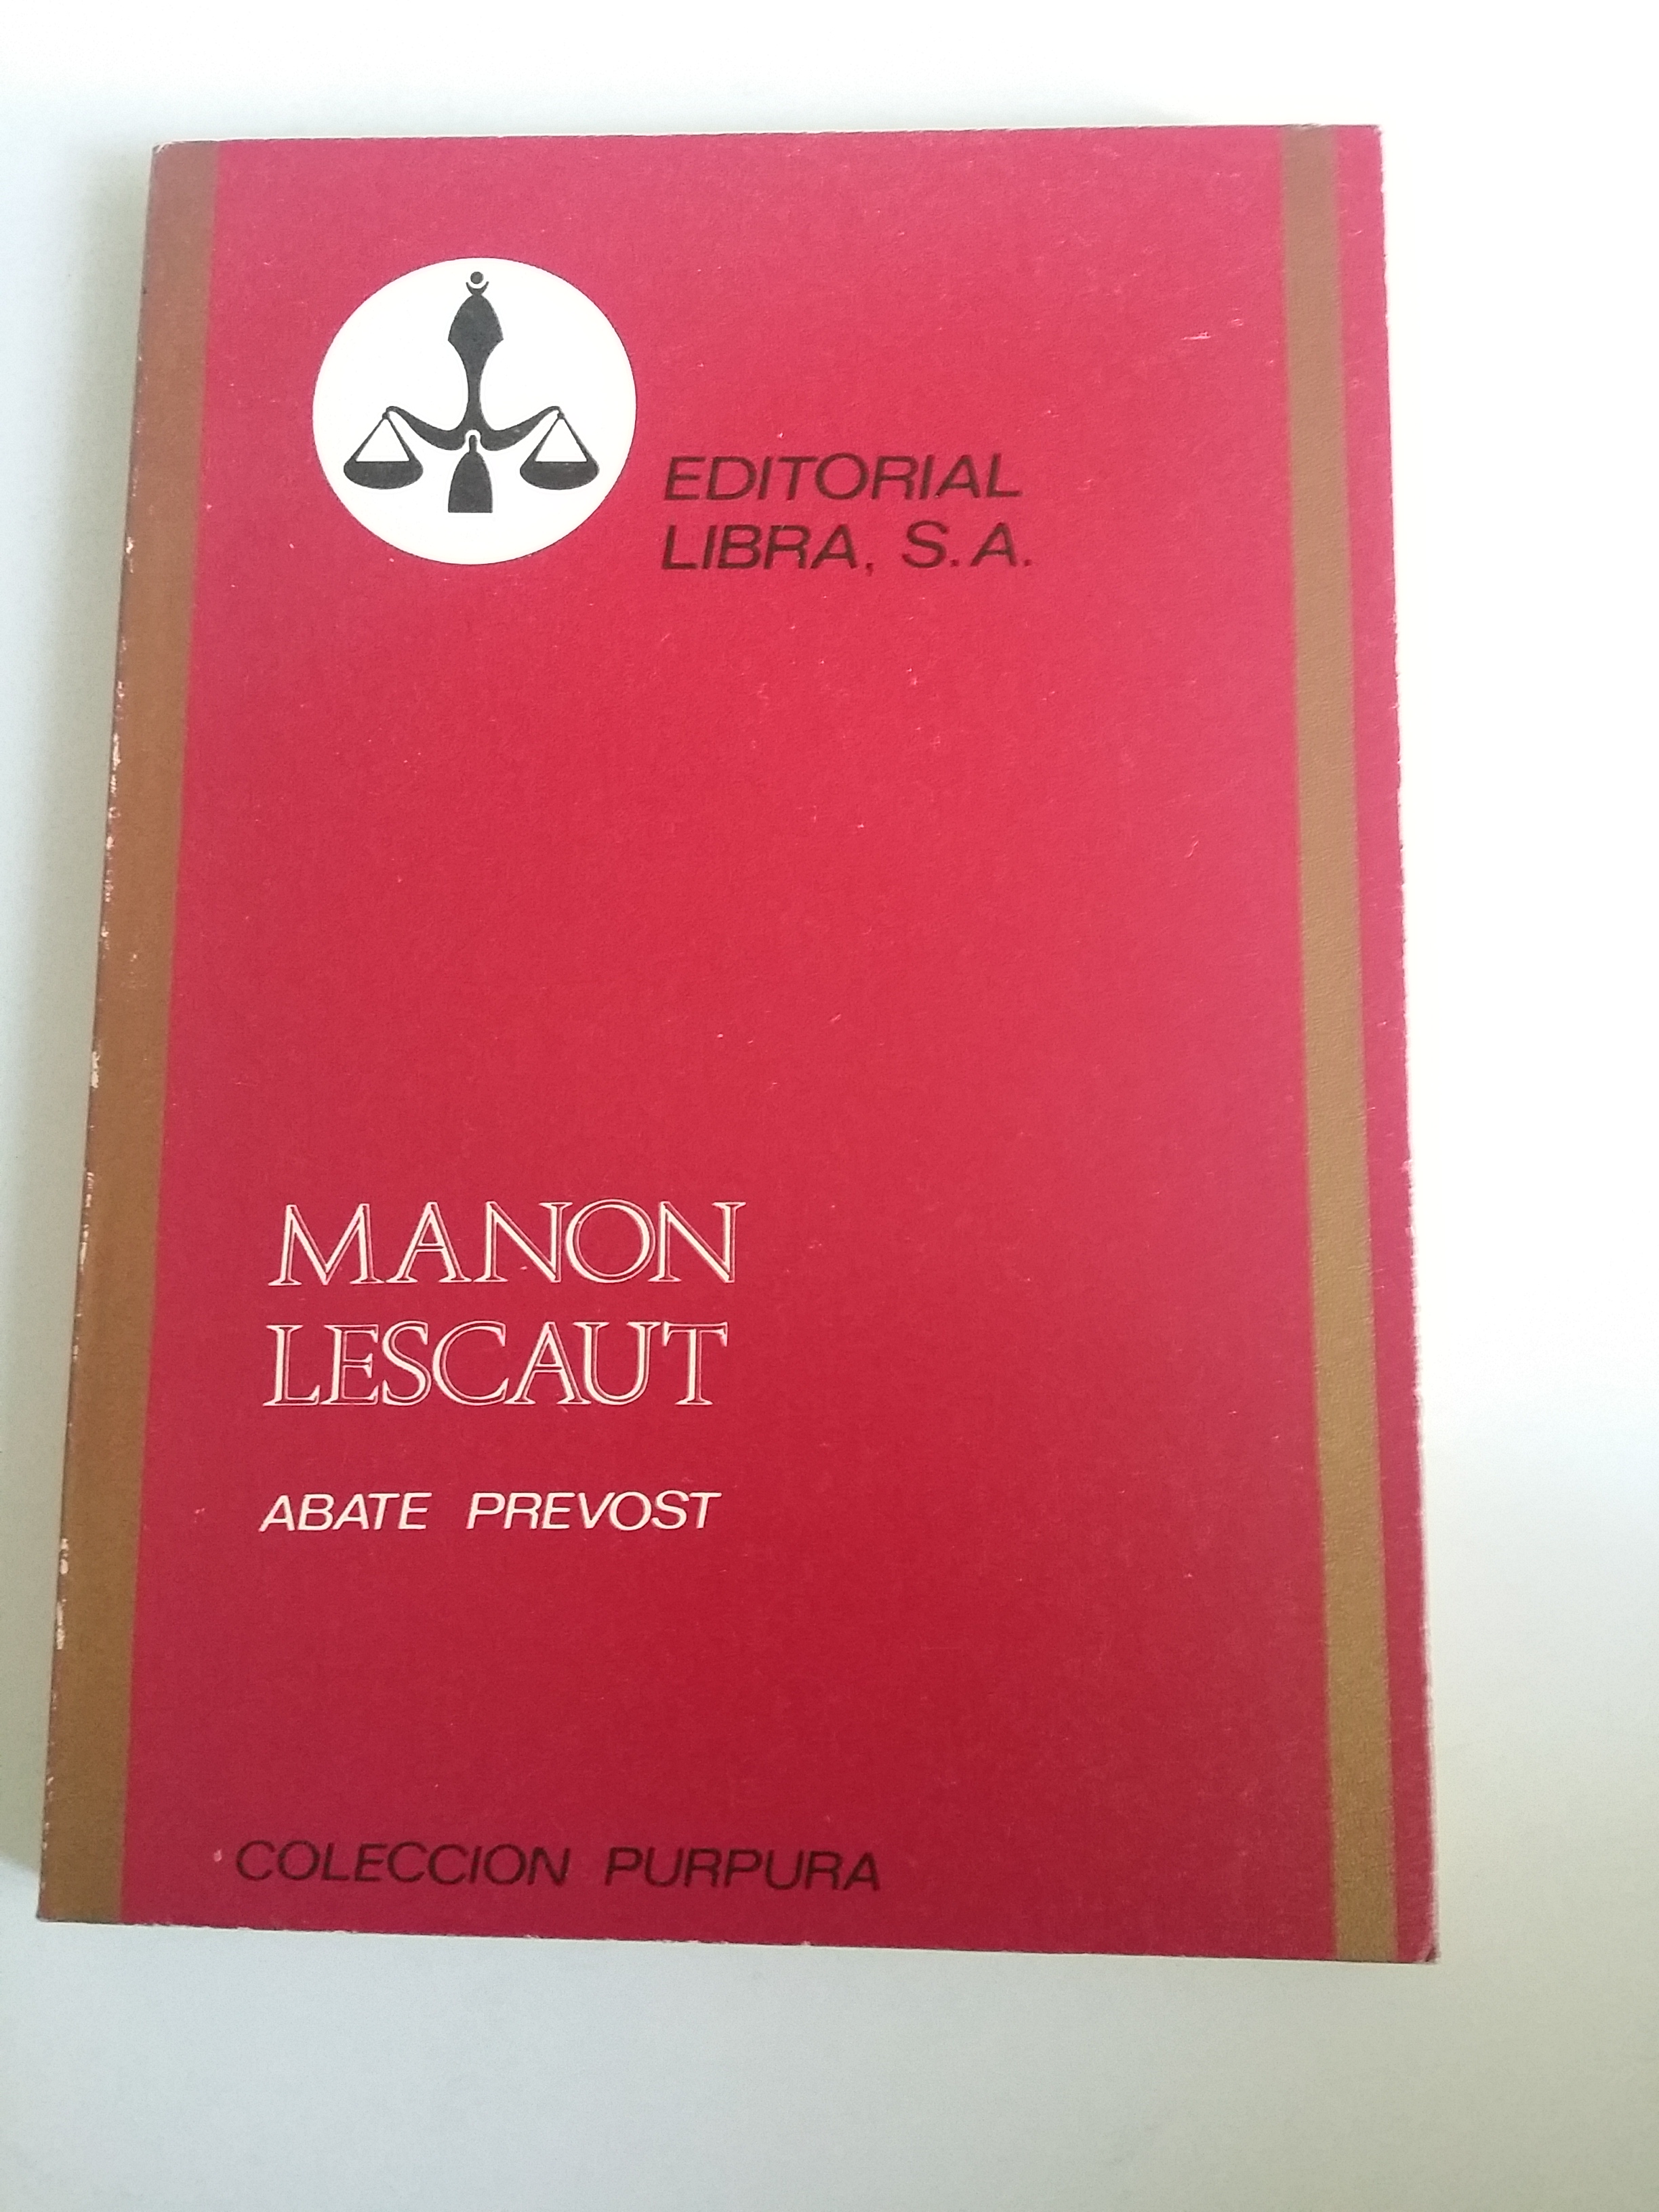 EDITORIAL
LIBRA, S.A.
MANON
LESCAUT
ABATE PREVOST
COLECCION PURPURA